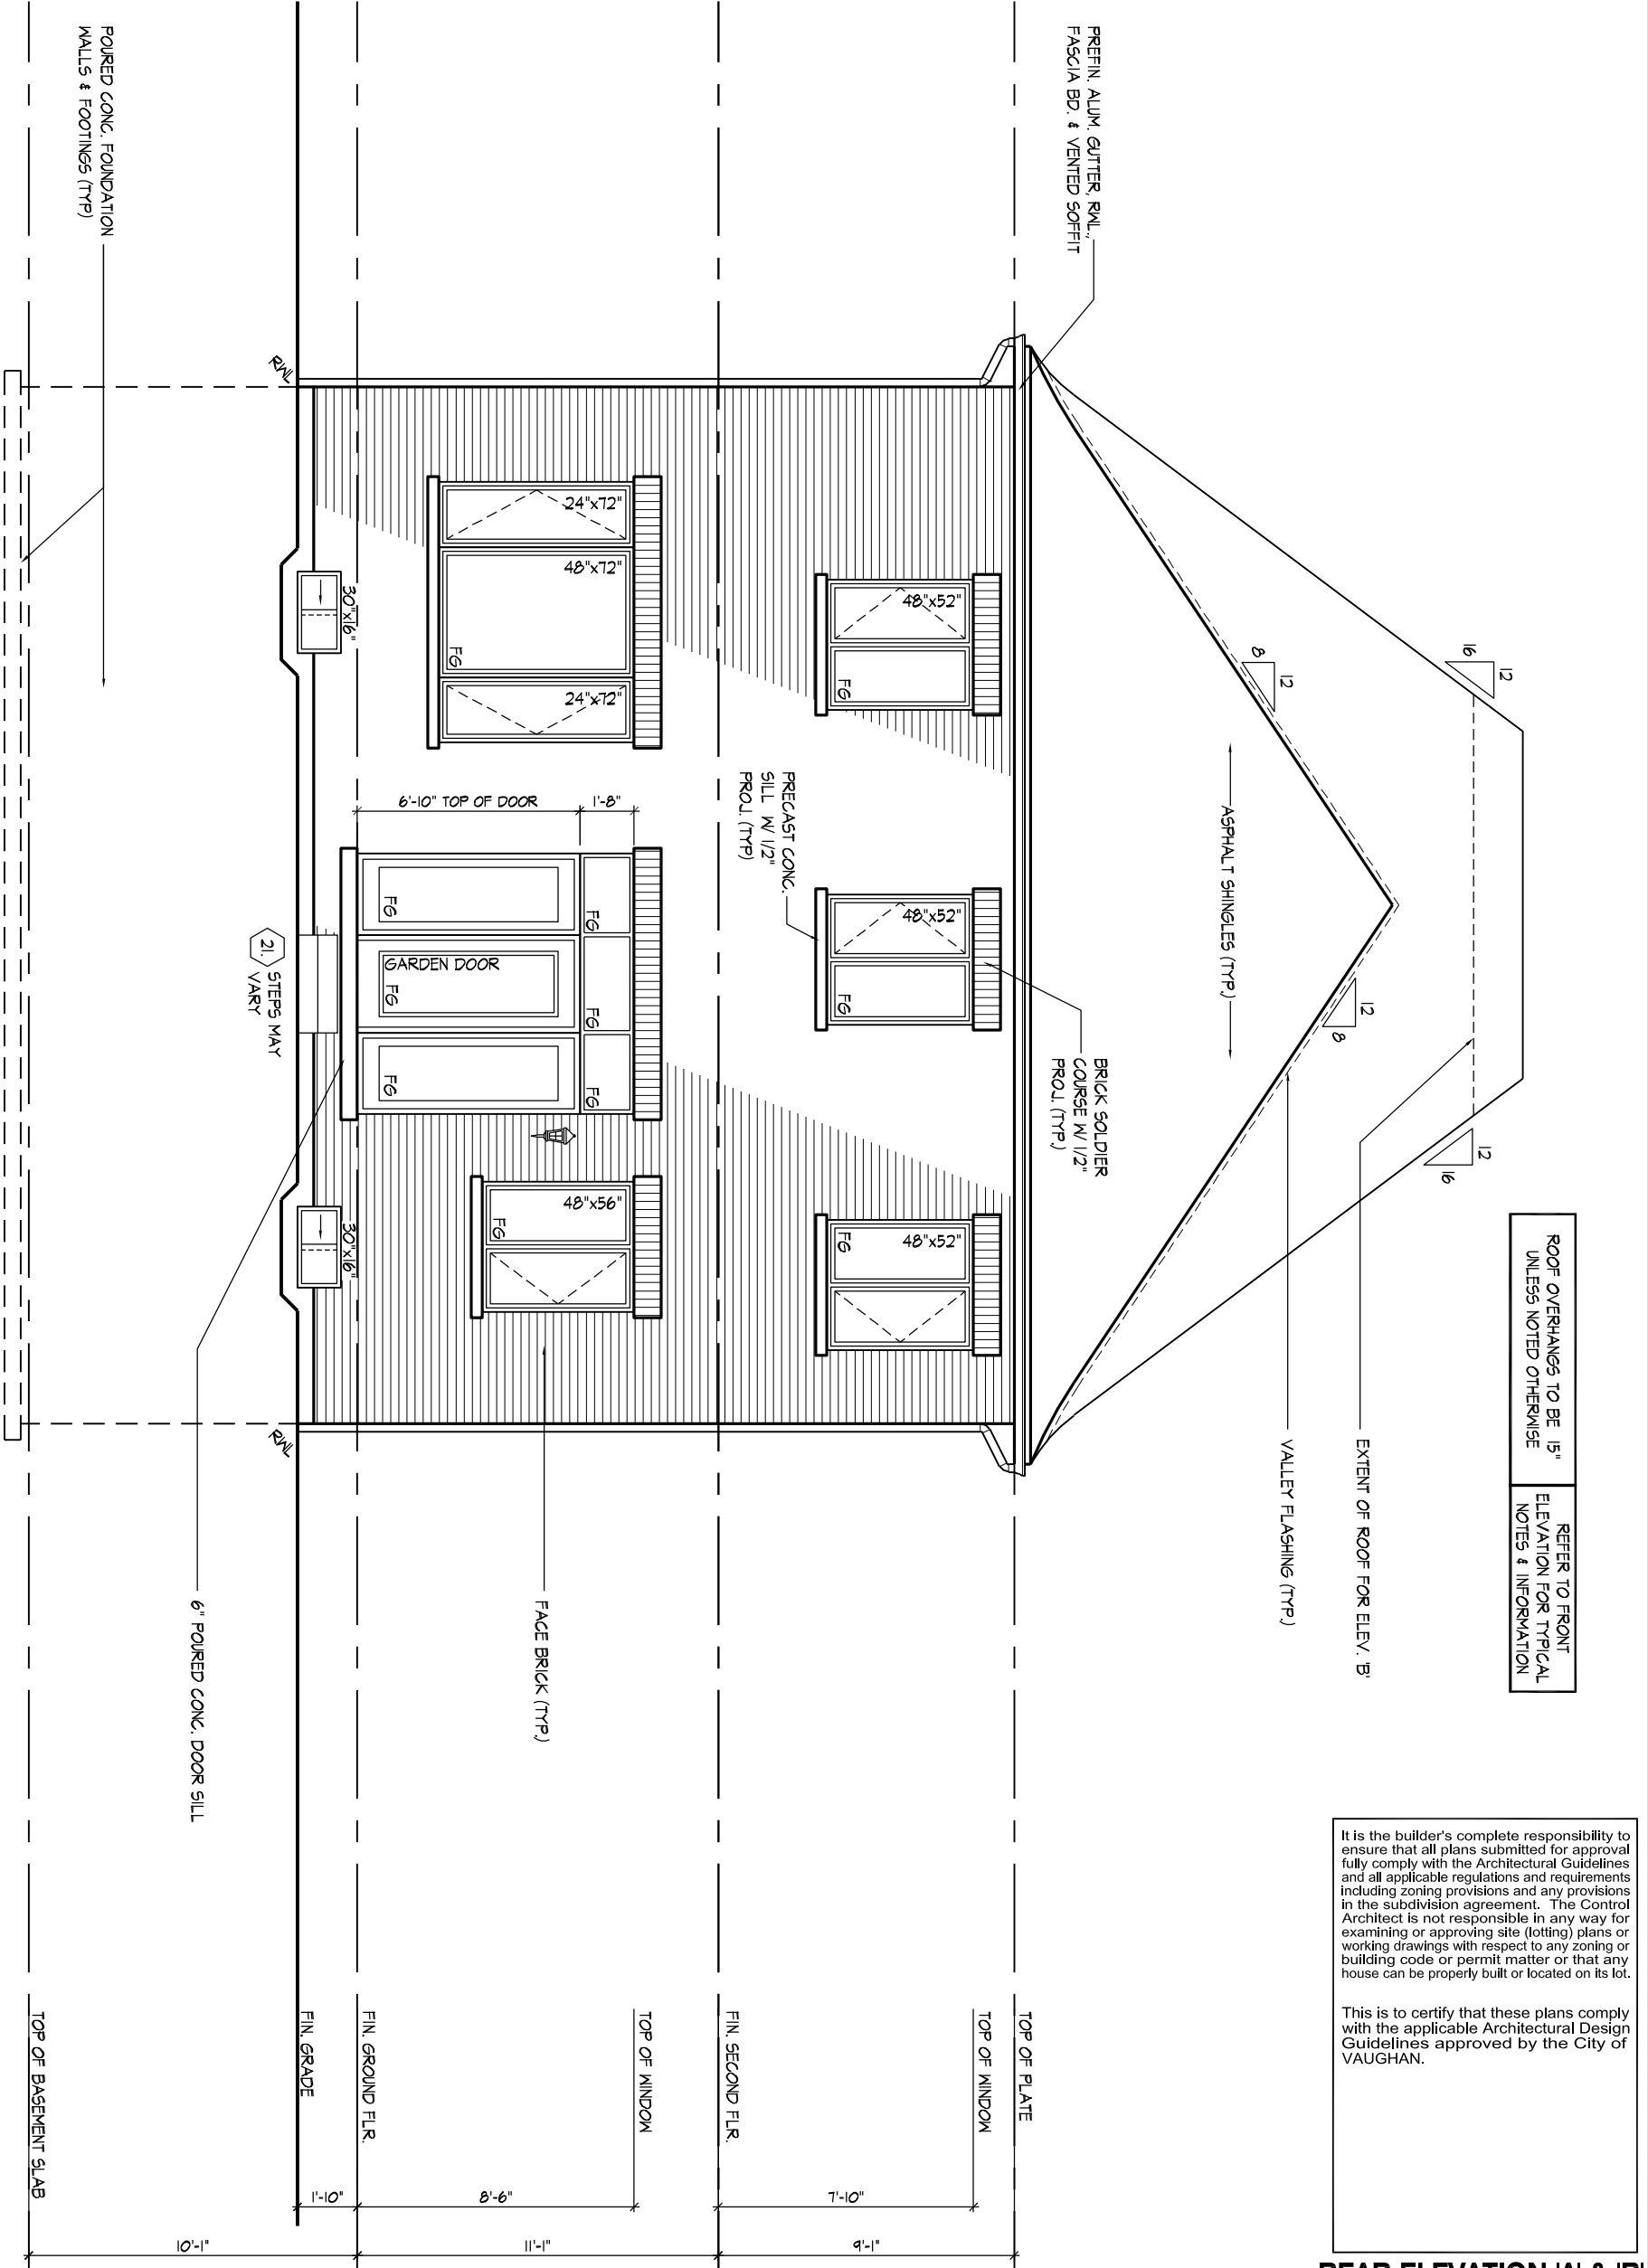 ROOF OVERHANGS TO BE 15"
UNLESS NOTED OTHERWISE
REFER TO FRONT
ELEVATION FOR TYPICAL
NOTES & INFORMATION
12
16
12
16
EXTENT OF ROOF FOR ELEV. 'B'
12
8
12
8
VALLEY FLASHING (TYP.)
ASPHALT SHINGLES (TYP.)
PREFIN. ALUM. GUTTER, RWL.,
FASCIA BD. & VENTED SOFFIT
BRICK SOLDIER
COURSE W/ 1/2"
PROJ. (TYP.)
TOP OF PLATE
TOP OF WINDOW
48"x52"
FG
48"x52"
FG
48"x52"
FG
PRECAST CONC.
SILL W/ 1/2"
PROJ. (TYP)
7'-10"
9'-1"
FIN. SECOND FLR.
TOP OF WINDOW
24"x72"
48"x72"
FG
24"x72"
1'-8"
6'-10" TOP OF DOOR
FG
FG
FG
FG
GARDEN DOOR
FG
FG
48"x56"
FG
FACE BRICK (TYP.)
8'-6"
11'-1"
FIN. GROUND FLR.
30"x16"
30"x16"
1'-10"
FIN. GRADE
RWL
RWL
21.
STEPS MAY
VARY
6" POURED CONC. DOOR SILL
POURED CONC. FOUNDATION
WALLS & FOOTINGS (TYP)
10'-1"
TOP OF BASEMENT SLAB
It is the builder's complete responsibility to
ensure that all plans submitted for approval
fully comply with the Architectural Guidelines
and all applicable regulations and requirements
including zoning provisions and any provisions
in the subdivision agreement. The Control
Architect is not responsible in any way for
examining or approving site (lotting) plans or
working drawings with respect to any zoning or
building code or permit matter or that any
house can be properly built or located on its lot.
This is to certify that these plans comply
with the applicable Architectural Design
Guidelines approved by the City of
VAUGHAN.
REAR ELEVATION 'A' & 'B'